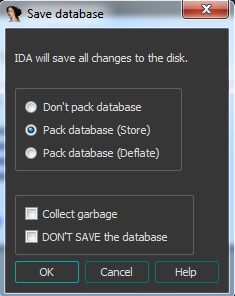 Save database
IDA will save all changes to the disk.
Don't pack database
Pack database (Store)
Pack database (Deflate)
Collect garbage
DON'T SAVE the database
OK Cancel Help